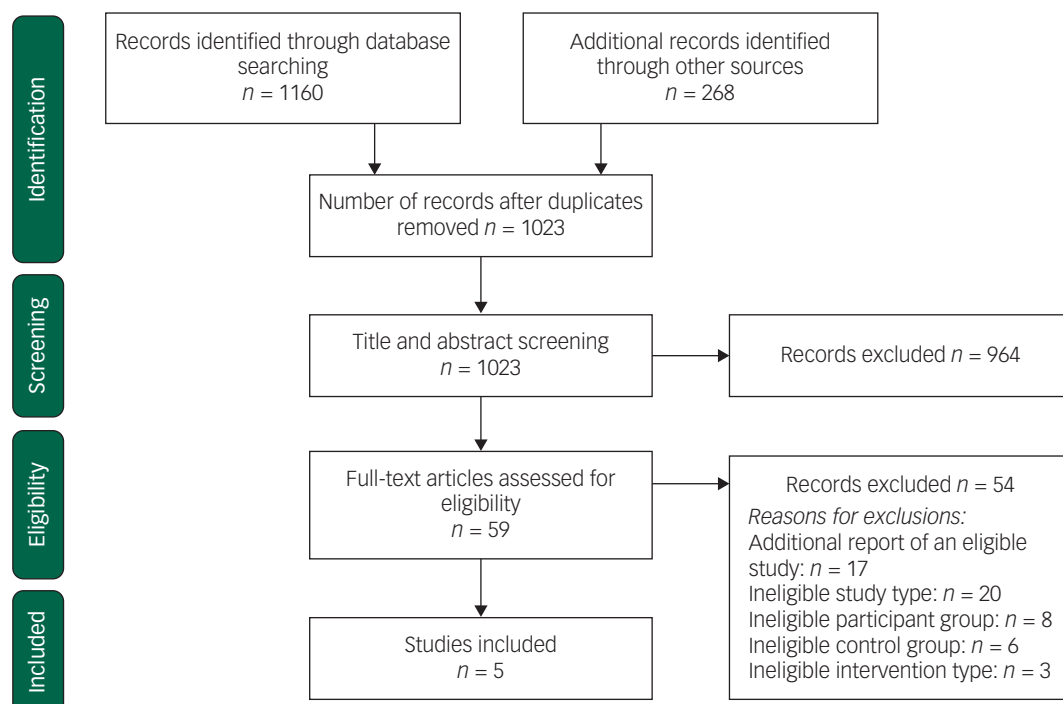 Identification
Records identified through database
searching
n = 1160
Additional records identified
through other sources
n = 268
Number of records after duplicates
removed n = 1023
Screening
Title and abstract screening
n = 1023
Records excluded n = 964
Eligibility
Full-text articles assessed for
eligibility
n = 59
Records excluded n = 54
Reasons for exclusions:
Additional report of an eligible
study: n = 17
Ineligible study type: n = 20
Ineligible participant group: n = 8
Ineligible control group: n = 6
Ineligible intervention type: n = 3
Included
Studies included
n = 5